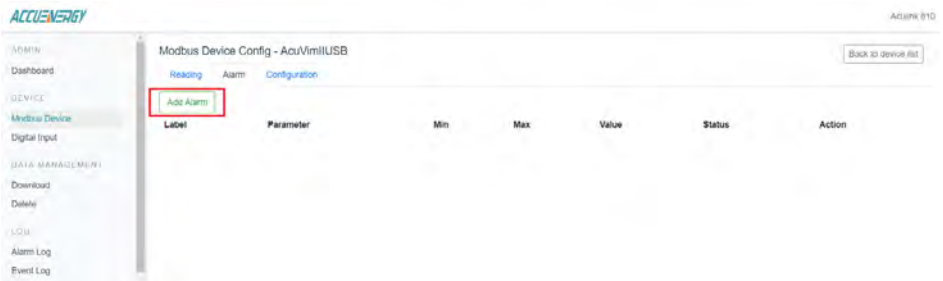 ACCUENERGY
AcuLink 810
ADMIN
Dashboard
DEVICE
Modbus Device
Digital Input
DATA MANAGEMENT
Download
Delete
LOG
Alarm Log
Event Log
Modbus Device Config - AcuVimIIUSB
Back to device list
Reading Alarm Configuration
Add Alarm
Label Parameter Min Max Value Status Action